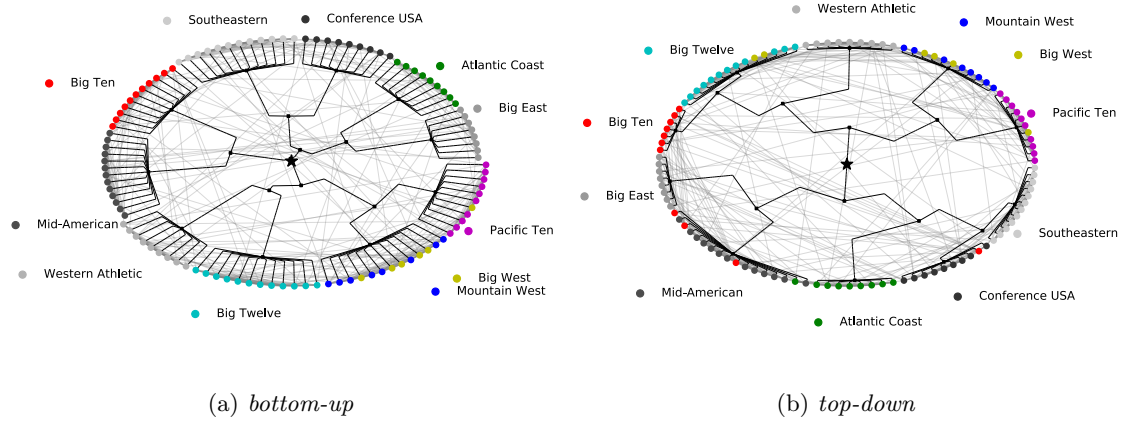 Southeastern
Conference USA
Big Ten
Atlantic Coast
Big East
Mid-American
Pacific Ten
Western Athletic
Big West
Mountain West
Big Twelve
(a) bottom-up
Western Athletic
Mountain West
Big Twelve
Big West
Pacific Ten
Big Ten
Big East
Southeastern
Mid-American
Conference USA
Atlantic Coast
(b) top-down